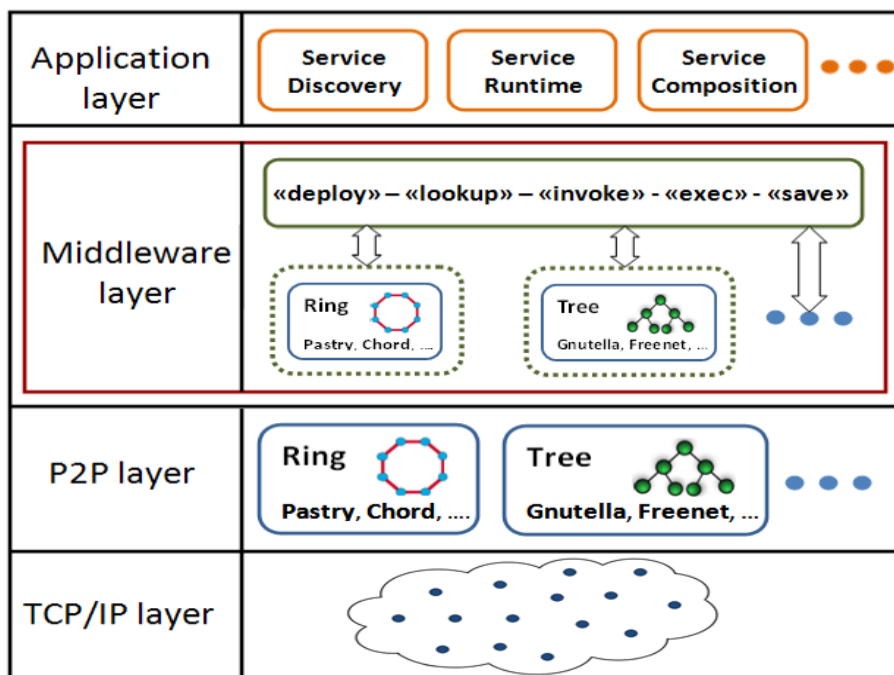 Application
layer
Service
Discovery
Service
Runtime
Service
Composition
Middleware
layer
«deploy» – «lookup» – «invoke» - «exec» - «save»
Ring
Pastry, Chord, ....
Tree
Gnutella, Freenet, ...
P2P layer
Ring
Pastry, Chord, ....
Tree
Gnutella, Freenet, ...
TCP/IP layer